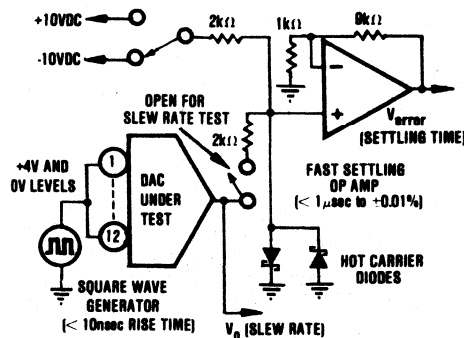 +10VDC
-10VDC
2kΩ
1kΩ
9kΩ
OPEN FOR
SLEW RATE TEST
2kΩ
−
+
Verror
(SETTLING TIME)
+4V AND
0V LEVELS
1
12
DAC
UNDER
TEST
FAST SETTLING
OP AMP
(< 1 μsec to ±0.01%)
SQUARE WAVE
GENERATOR
(< 10nsec RISE TIME)
HOT CARRIER
DIODES
Vo (SLEW RATE)